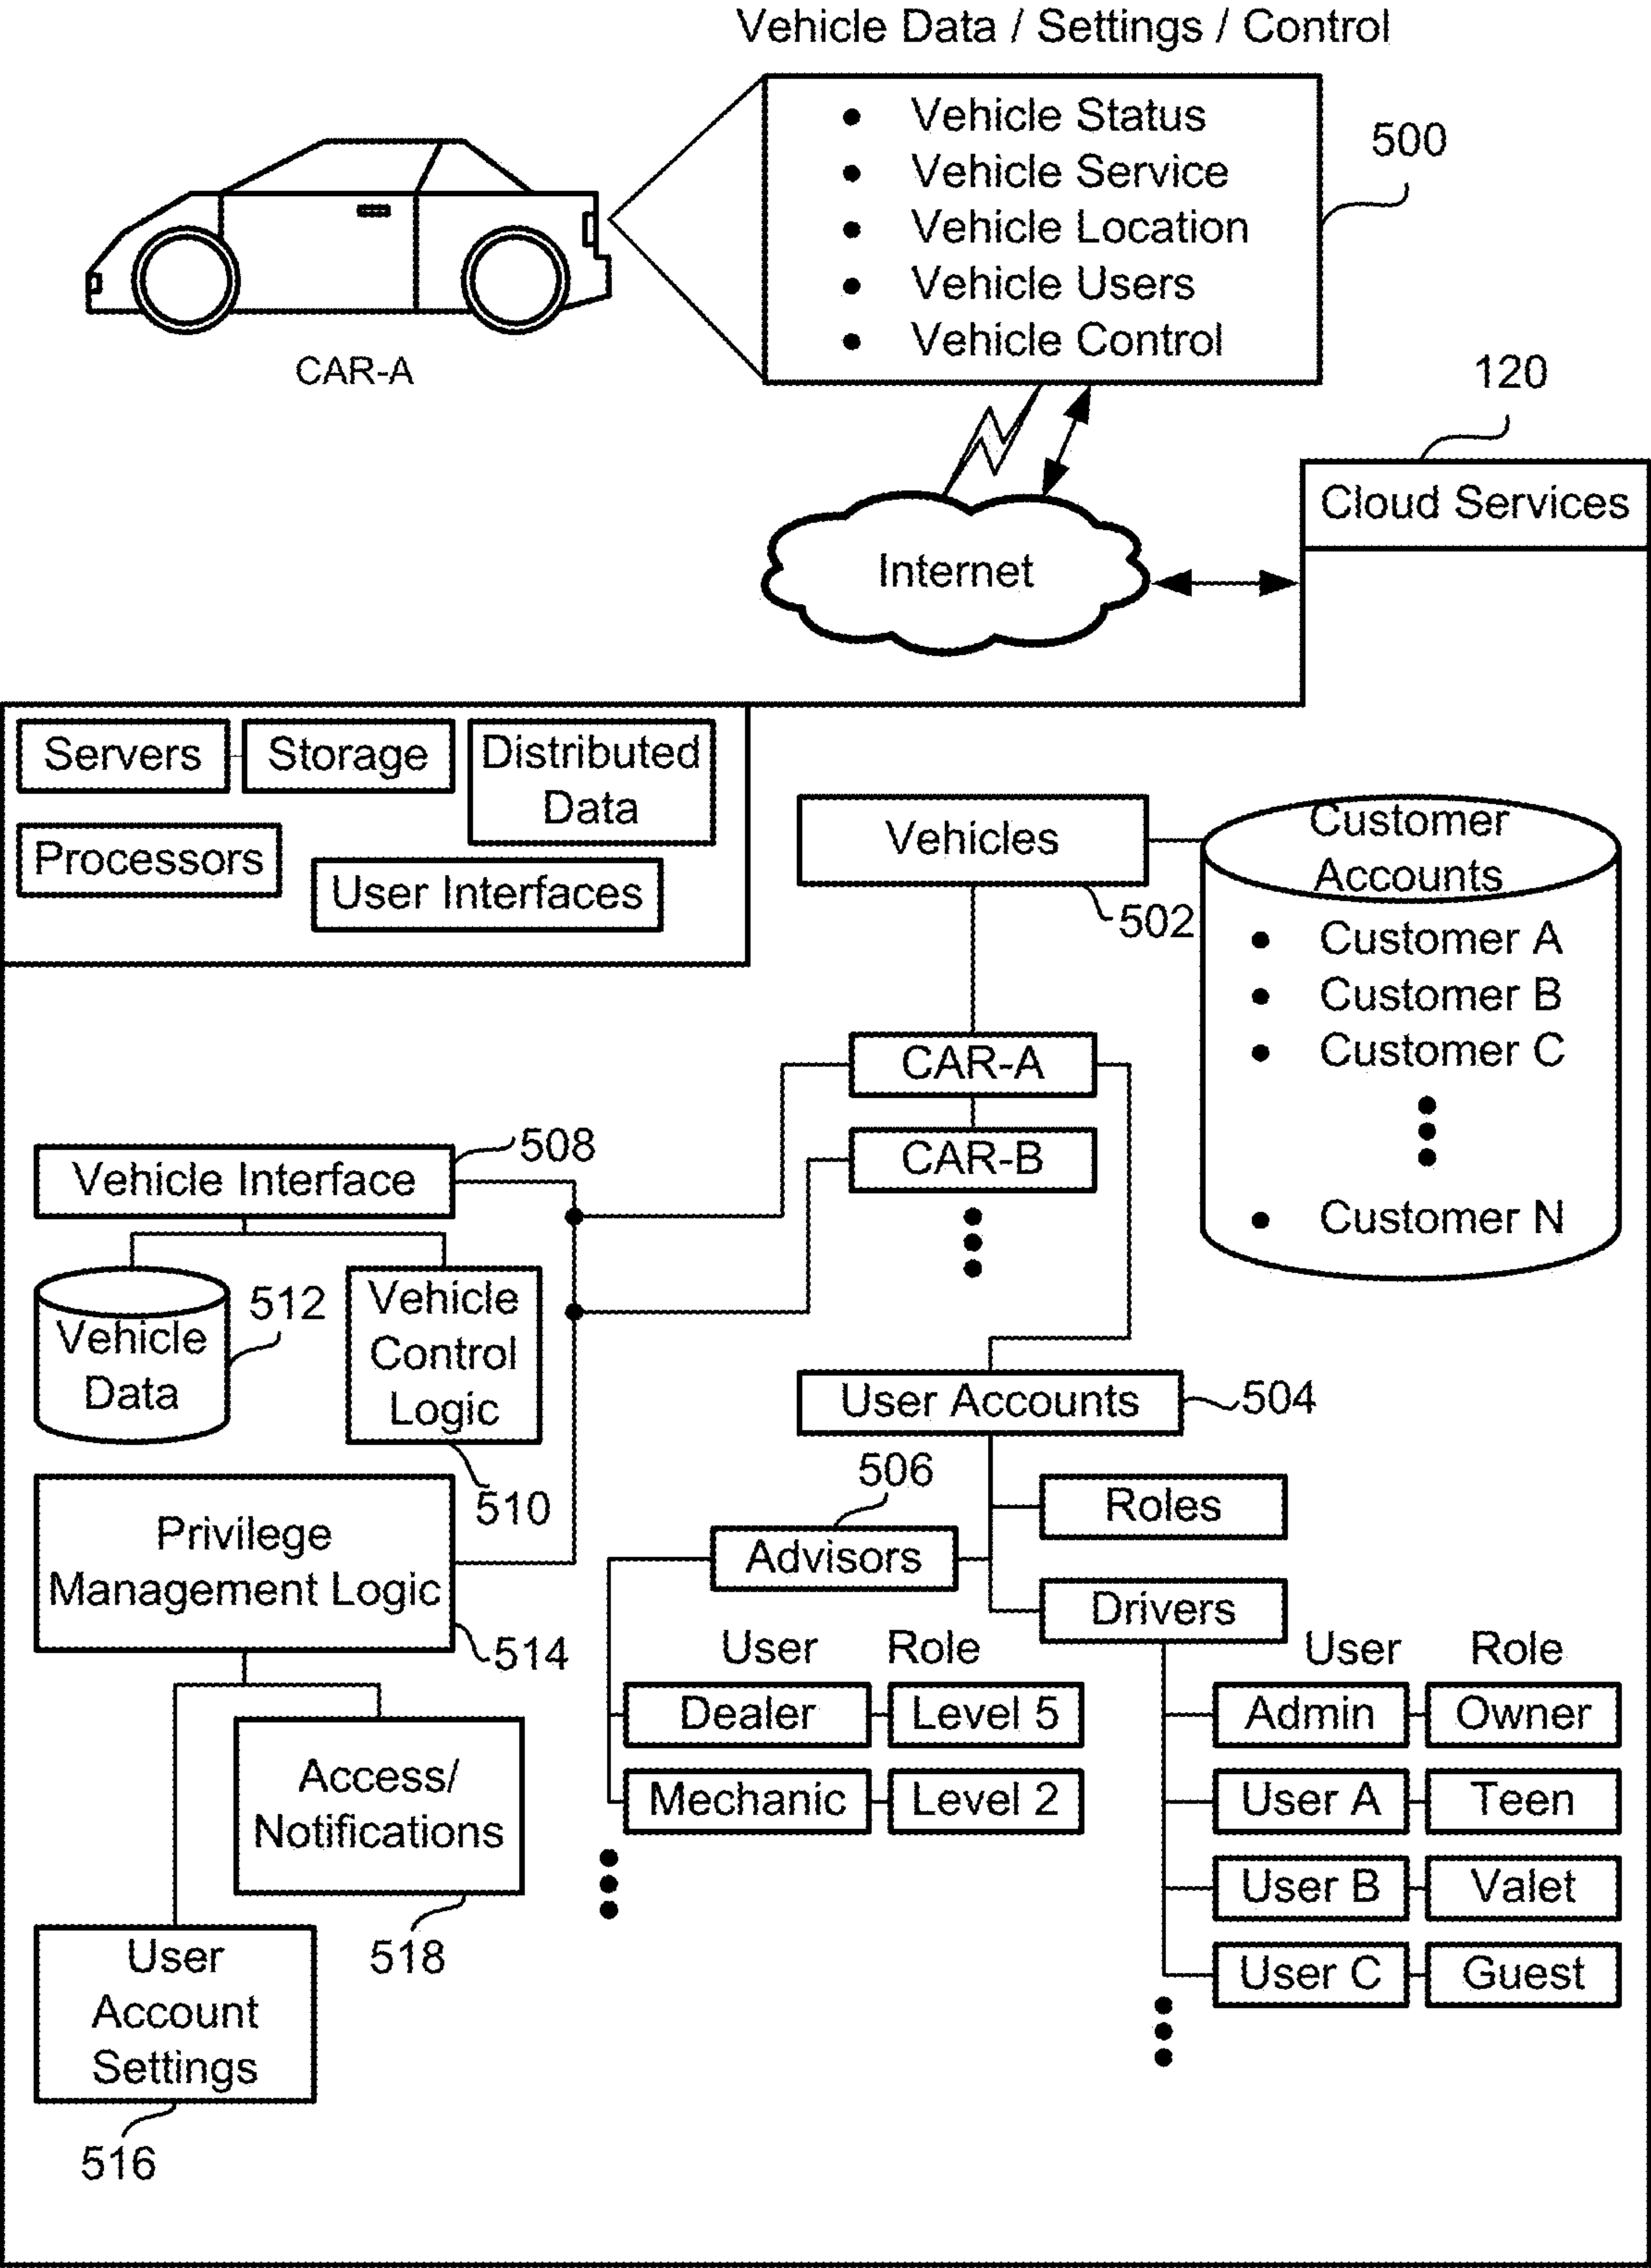 Vehicle Data / Settings / Control
• Vehicle Status
• Vehicle Service
• Vehicle Location
• Vehicle Users
• Vehicle Control
500
CAR-A
120
Cloud Services
Internet
Servers
Storage
Distributed
Data
Processors
User Interfaces
Vehicles
502
Customer
Accounts
• Customer A
• Customer B
• Customer C
• Customer N
CAR-A
CAR-B
Vehicle Interface
508
Vehicle
Data
512
Vehicle
Control
Logic
510
User Accounts
504
506
Advisors
Roles
Drivers
Privilege
Management Logic
514
User Role
Dealer Level 5
Mechanic Level 2
User Role
Admin Owner
User A Teen
User B Valet
User C Guest
Access/
Notifications
518
User
Account
Settings
516